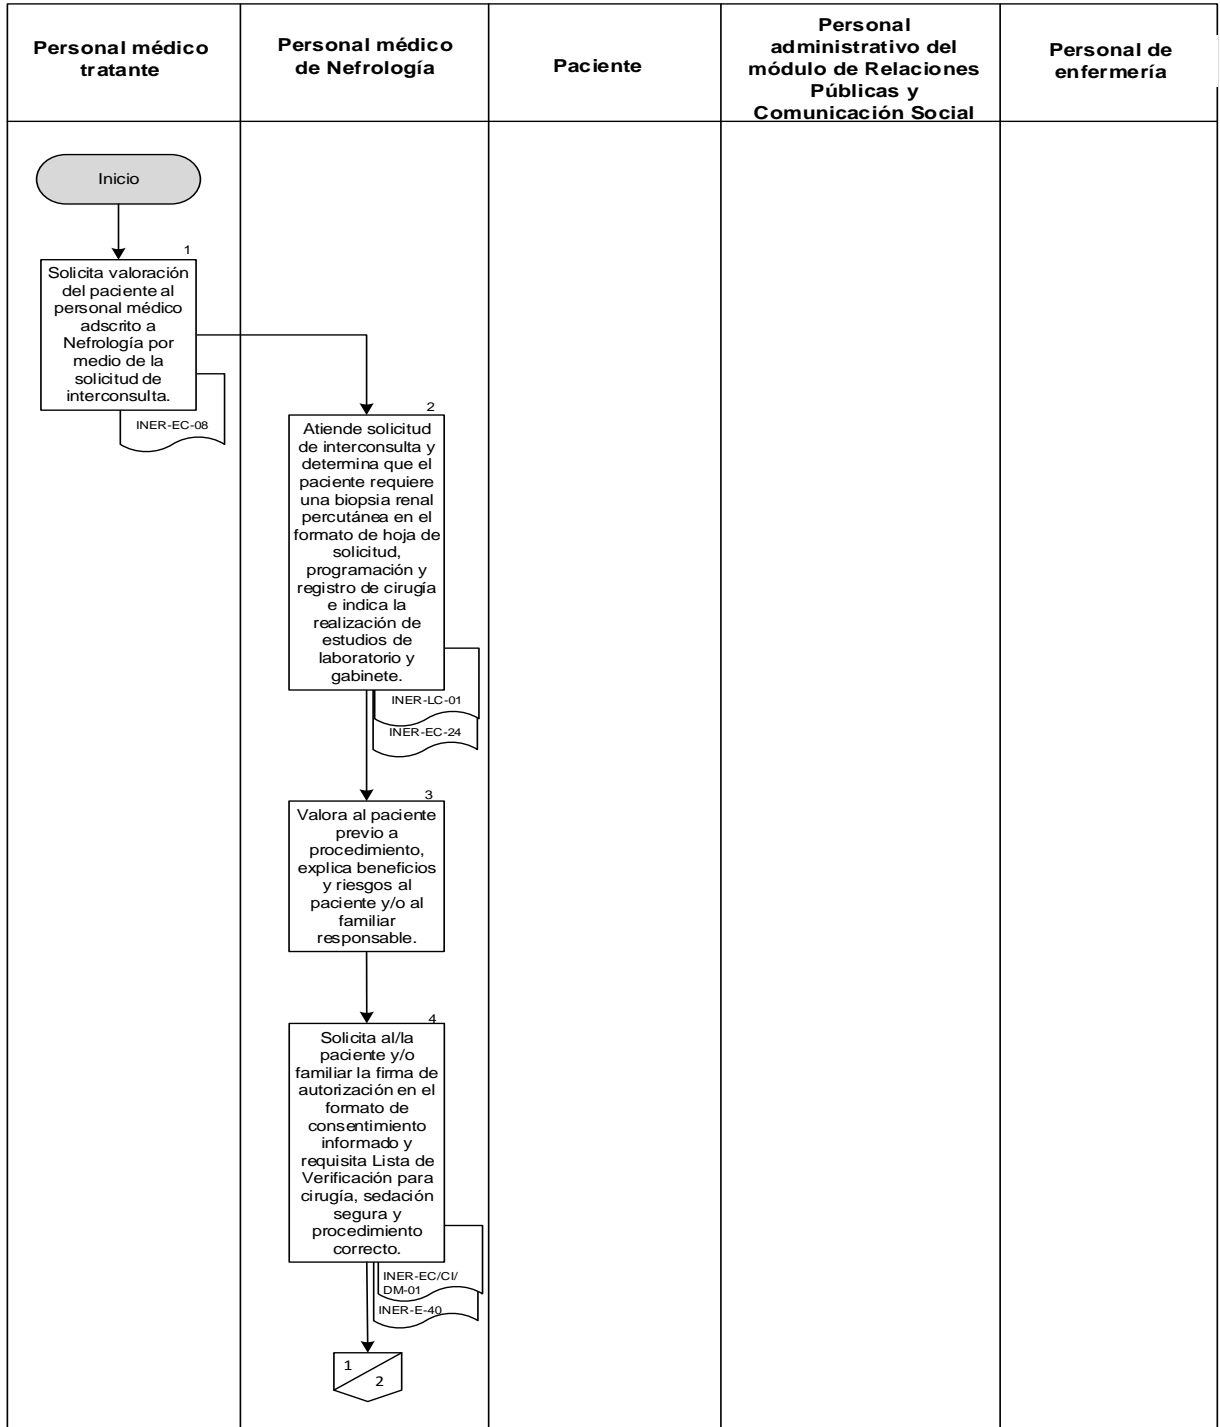 Personal médico
tratante
Personal médico
de Nefrología
Paciente
Personal
administrativo del
módulo de Relaciones
Públicas y
Comunicación Social
Personal de
enfermería
Inicio
1
Solicita valoración
del paciente al
personal médico
adscrito a
Nefrología por
medio de la
solicitud de
interconsulta.
INER-EC-08
2
Atiende solicitud
de interconsulta y
determina que el
paciente requiere
una biopsia renal
percutánea en el
formato de hoja de
solicitud,
programación y
registro de cirugía
e indica la
realización de
estudios de
laboratorio y
gabinete.
INER-LC-01
INER-EC-24
3
Valora al paciente
previo a
procedimiento,
explica beneficios
y riesgos al
paciente y/o al
familiar
responsable.
4
Solicita al/la
paciente y/o
familiar la firma de
autorización en el
formato de
consentimiento
informado y
requisita Lista de
Verificación para
cirugía, sedación
segura y
procedimiento
correcto.
INER-EC/CI/
DM-01
INER-E-40
1
2